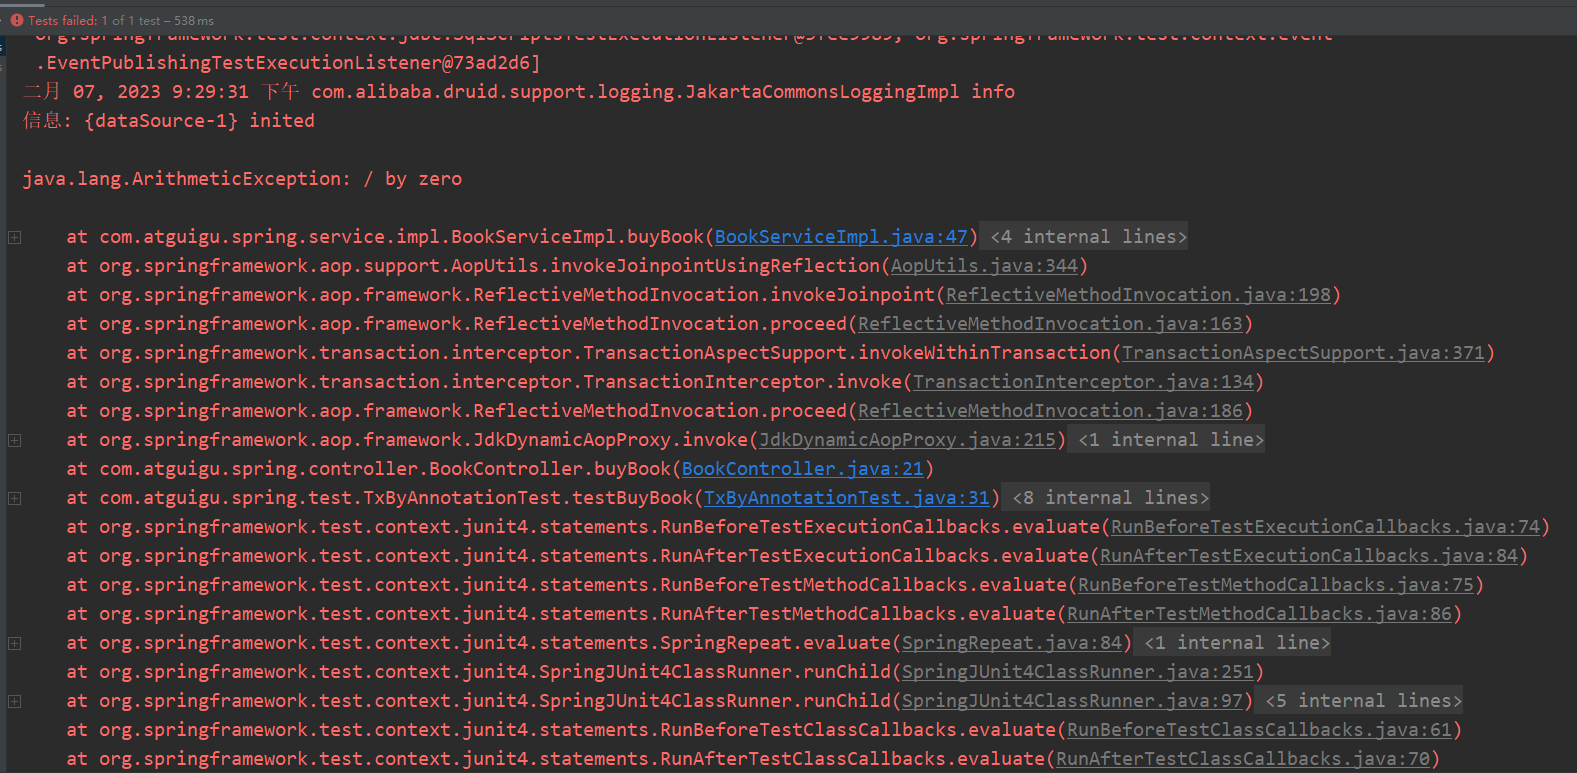 Tests failed: 1 of 1 test – 538 ms
org.springframework.test.context.jdbc.SqlScriptsTestExecutionListener@5fcc9989, org.springframework.test.context.event
.EventPublishingTestExecutionListener@73ad2d6]
二月 07, 2023 9:29:31 下午 com.alibaba.druid.support.logging.JakartaCommonsLoggingImpl info
信息: {dataSource-1} inited
java.lang.ArithmeticException: / by zero
at com.atguigu.spring.service.impl.BookServiceImpl.buyBook(BookServiceImpl.java:47) <4 internal lines>
at org.springframework.aop.support.AopUtils.invokeJoinpointUsingReflection(AopUtils.java:344)
at org.springframework.aop.framework.ReflectiveMethodInvocation.invokeJoinpoint(ReflectiveMethodInvocation.java:198)
at org.springframework.aop.framework.ReflectiveMethodInvocation.proceed(ReflectiveMethodInvocation.java:163)
at org.springframework.transaction.interceptor.TransactionAspectSupport.invokeWithinTransaction(TransactionAspectSupport.java:371)
at org.springframework.transaction.interceptor.TransactionInterceptor.invoke(TransactionInterceptor.java:134)
at org.springframework.aop.framework.ReflectiveMethodInvocation.proceed(ReflectiveMethodInvocation.java:186)
at org.springframework.aop.framework.JdkDynamicAopProxy.invoke(JdkDynamicAopProxy.java:215) <1 internal line>
at com.atguigu.spring.controller.BookController.buyBook(BookController.java:21)
at com.atguigu.spring.test.TxByAnnotationTest.testBuyBook(TxByAnnotationTest.java:31) <8 internal lines>
at org.springframework.test.context.junit4.statements.RunBeforeTestExecutionCallbacks.evaluate(RunBeforeTestExecutionCallbacks.java:74)
at org.springframework.test.context.junit4.statements.RunAfterTestExecutionCallbacks.evaluate(RunAfterTestExecutionCallbacks.java:84)
at org.springframework.test.context.junit4.statements.RunBeforeTestMethodCallbacks.evaluate(RunBeforeTestMethodCallbacks.java:75)
at org.springframework.test.context.junit4.statements.RunAfterTestMethodCallbacks.evaluate(RunAfterTestMethodCallbacks.java:86)
at org.springframework.test.context.junit4.statements.SpringRepeat.evaluate(SpringRepeat.java:84) <1 internal line>
at org.springframework.test.context.junit4.SpringJUnit4ClassRunner.runChild(SpringJUnit4ClassRunner.java:251)
at org.springframework.test.context.junit4.SpringJUnit4ClassRunner.runChild(SpringJUnit4ClassRunner.java:97) <5 internal lines>
at org.springframework.test.context.junit4.statements.RunBeforeTestClassCallbacks.evaluate(RunBeforeTestClassCallbacks.java:61)
at org.springframework.test.context.junit4.statements.RunAfterTestClassCallbacks.evaluate(RunAfterTestClassCallbacks.java:70)